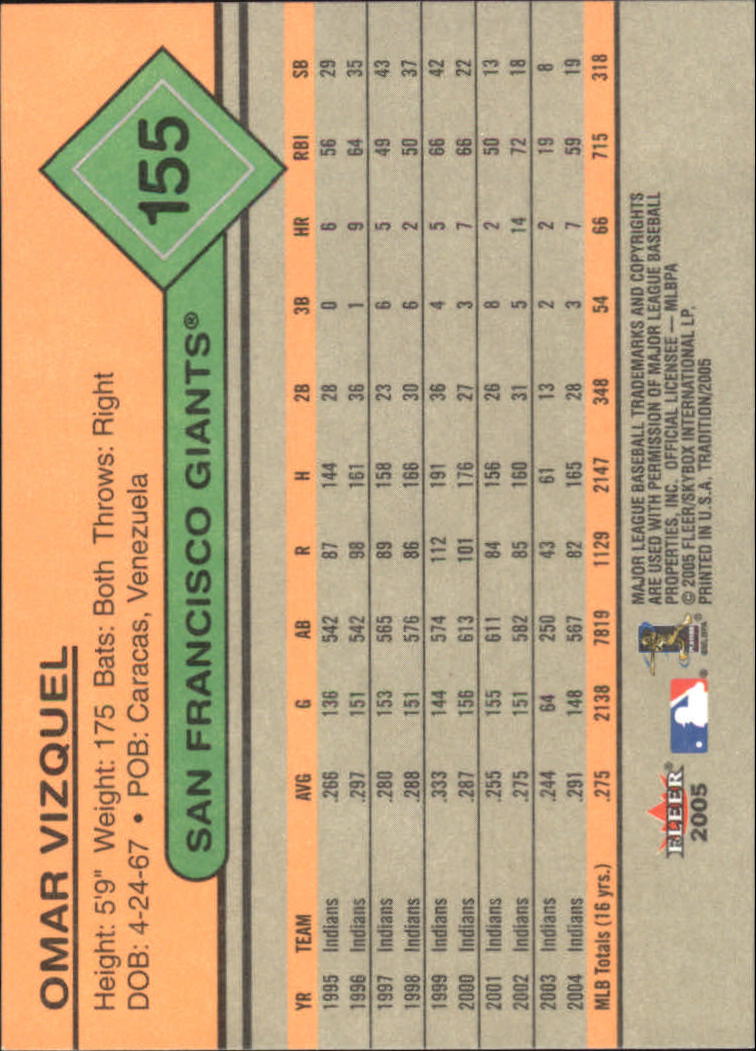 OMAR VIZQUEL
Height: 5'9" Weight: 175 Bats: Both Throws: Right
DOB: 4-24-67 • POB: Caracas, Venezuela
155
SAN FRANCISCO GIANTS®
YR TEAM AVG G AB R H 2B 3B HR RBI SB
1995 Indians .266 136 542 87 144 28 0 6 56 29
1996 Indians .297 151 542 98 161 36 1 9 64 35
1997 Indians .280 153 565 89 158 23 6 5 49 43
1998 Indians .288 151 576 86 166 30 6 2 50 37
1999 Indians .333 144 574 112 191 36 4 5 66 42
2000 Indians .287 156 613 101 176 27 3 7 66 22
2001 Indians .255 155 611 84 156 26 8 2 50 13
2002 Indians .275 151 582 85 160 31 5 14 72 18
2003 Indians .244 64 250 43 61 13 2 2 19 8
2004 Indians .291 148 567 82 165 28 3 7 59 19
MLB Totals (16 yrs.) .275 2138 7819 1129 2147 348 54 66 715 318
FLEER®
2005
®
®
©MLBPA
MAJOR LEAGUE BASEBALL TRADEMARKS AND COPYRIGHTS
ARE USED WITH PERMISSION OF MAJOR LEAGUE BASEBALL
PROPERTIES, INC. OFFICIAL LICENSEE — MLBPA
© 2005 FLEER/SKYBOX INTERNATIONAL LP.
PRINTED IN U.S.A. TRADITION/2005